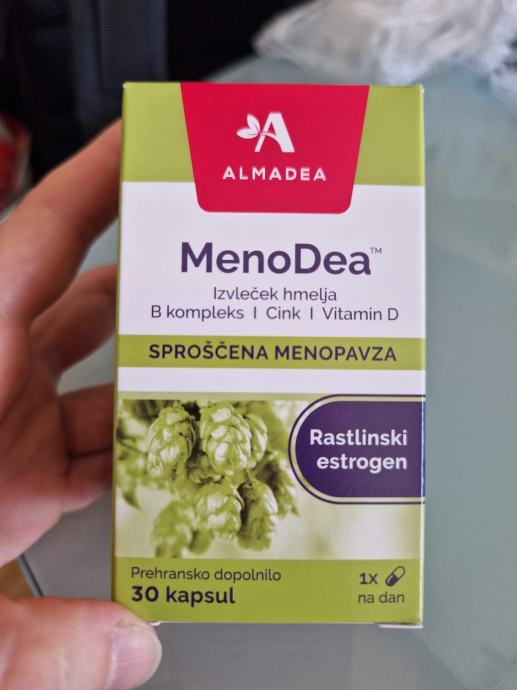 ALMADEA
MenoDea™
Izvleček hmelja
B kompleks I Cink I Vitamin D
SPROŠČENA MENOPAVZA
Rastlinski
estrogen
Prehransko dopolnilo
30 kapsul
1x
na dan